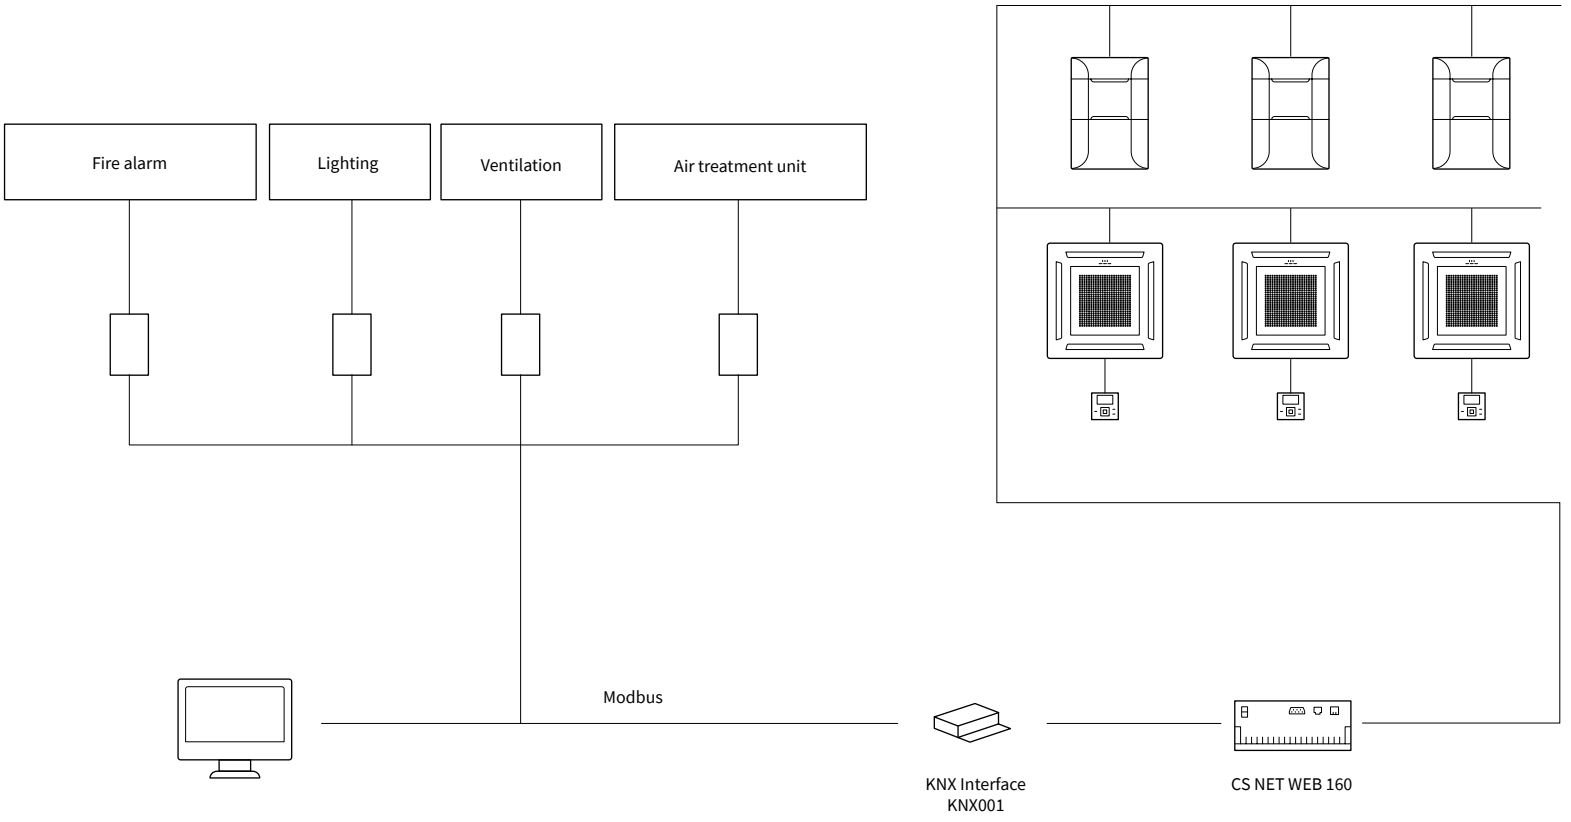 Fire alarm
Lighting
Ventilation
Air treatment unit
Modbus
KNX Interface
KNX001
CS NET WEB 160